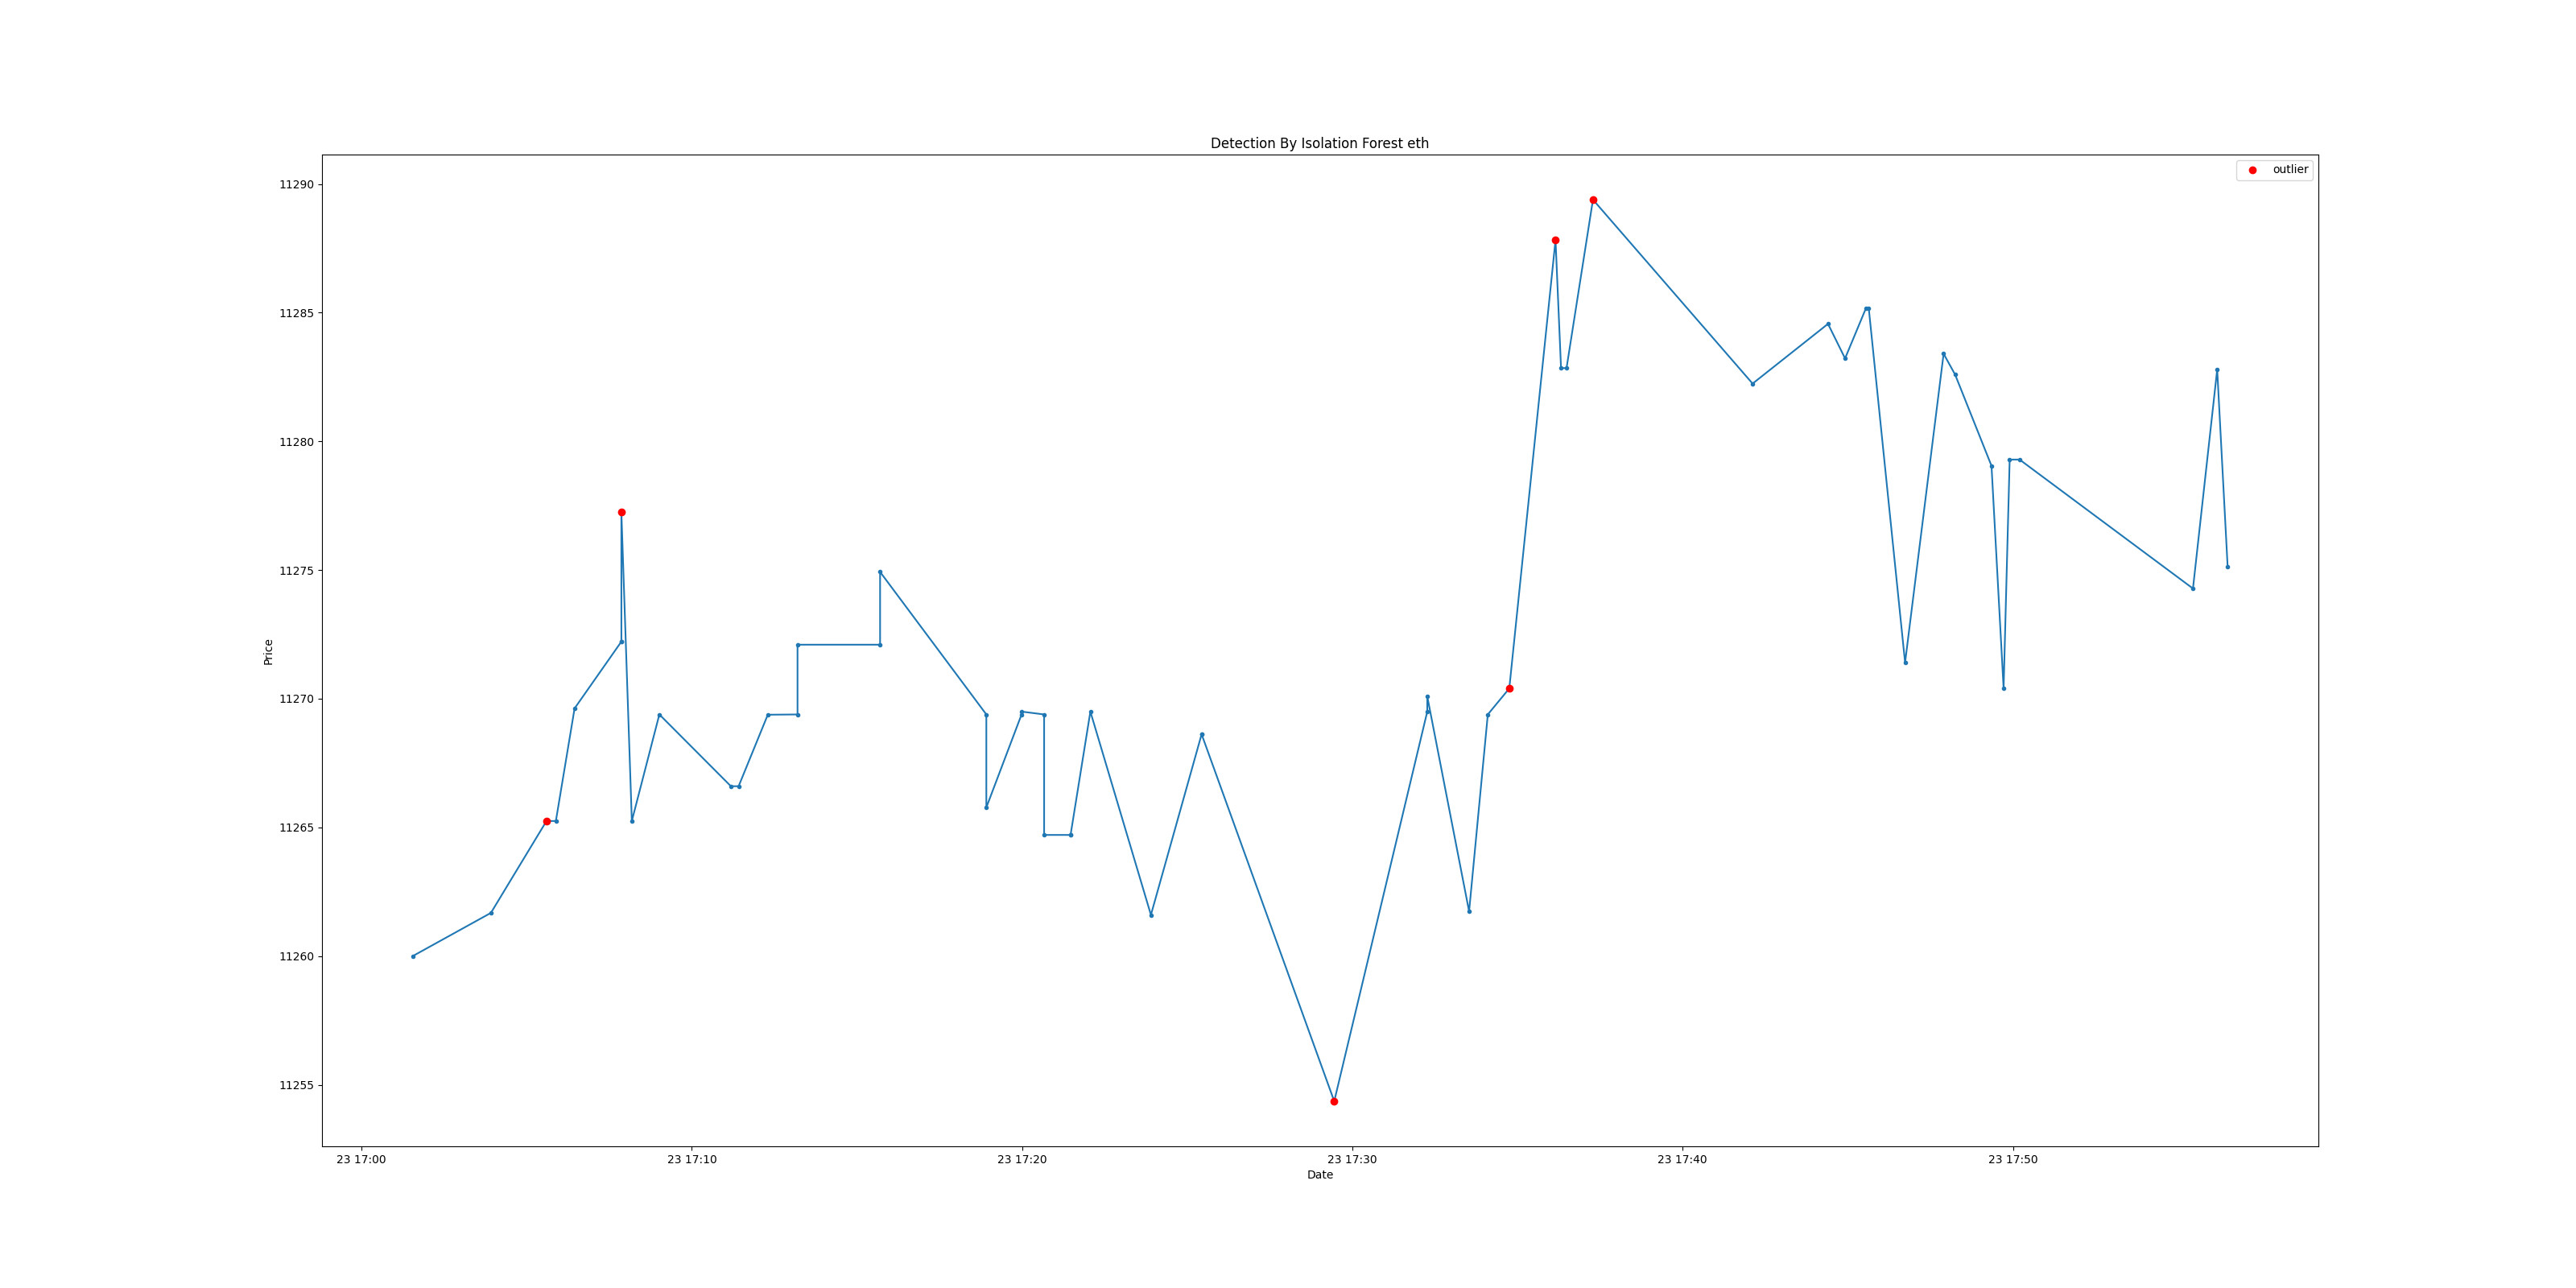 Detection By Isolation Forest eth
outlier
11290
11285
11280
11275
11270
11265
11260
11255
Price
23 17:00 23 17:10 23 17:20 23 17:30 23 17:40 23 17:50
Date